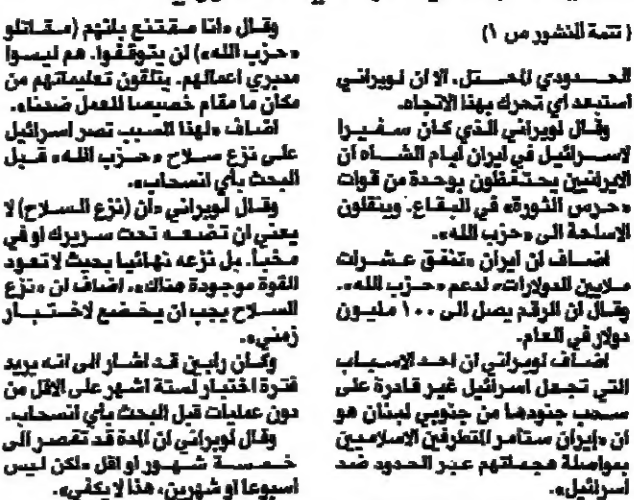 ( تتمة المنشور ص ١)
الحدودي المحتل. الا ان لوبراني
استبعد اي تحرك بهذا الاتجاه.
وقال لوبراني الذي كان سفيرا
لاسرائيل في ايران ايام الشاه ان
الايرانيين يحتفظون بوحدة من قوات
«حرس الثورة» في البقاع. وينقلون
الاسلحة الى «حزب الله».
اضاف ان ايران «تنفق عشرات
ملايين الدولارات» لدعم «حزب الله».
وقال ان الرقم يصل الى ١٠٠ مليون
دولار في العام.
اضاف لوبراني ان احد الاسباب
التي تجعل اسرائيل غير قادرة على
سحب جنودها من جنوبي لبنان هو
ان «ايران ستأمر المتطرفين الاسلاميين
بمواصلة هجماتهم عبر الحدود ضد
اسرائيل».
وقال «انا مقتنع بانهم (مقاتلو
«حزب الله») لن يتوقفوا. هم ليسوا
مدبري اعمالهم. يتلقون تعليماتهم من
مكان ما مقام خصيصا للعمل ضدنا».
اضاف «لهذا السبب تصر اسرائيل
على نزع سلاح «حزب الله» قبل
البحث بأي انسحاب».
وقال لوبراني «ان (نزع السلاح) لا
يعني ان تضعه تحت سريرك او في
مخبأ. بل نزعه نهائيا بحيث لا تعود
القوة موجودة هناك». اضاف ان «نزع
السلاح يجب ان يخضع لاختبار
زمني».
وكان رابين قد اشار الى انه يريد
فترة اختبار لستة اشهر على الاقل من
دون عمليات قبل البحث بأي انسحاب.
وقال لوبراني ان المدة قد تقصر الى
خمسة شهور او اقل «لكن ليس
اسبوعا او شهرين، هذا لا يكفي».